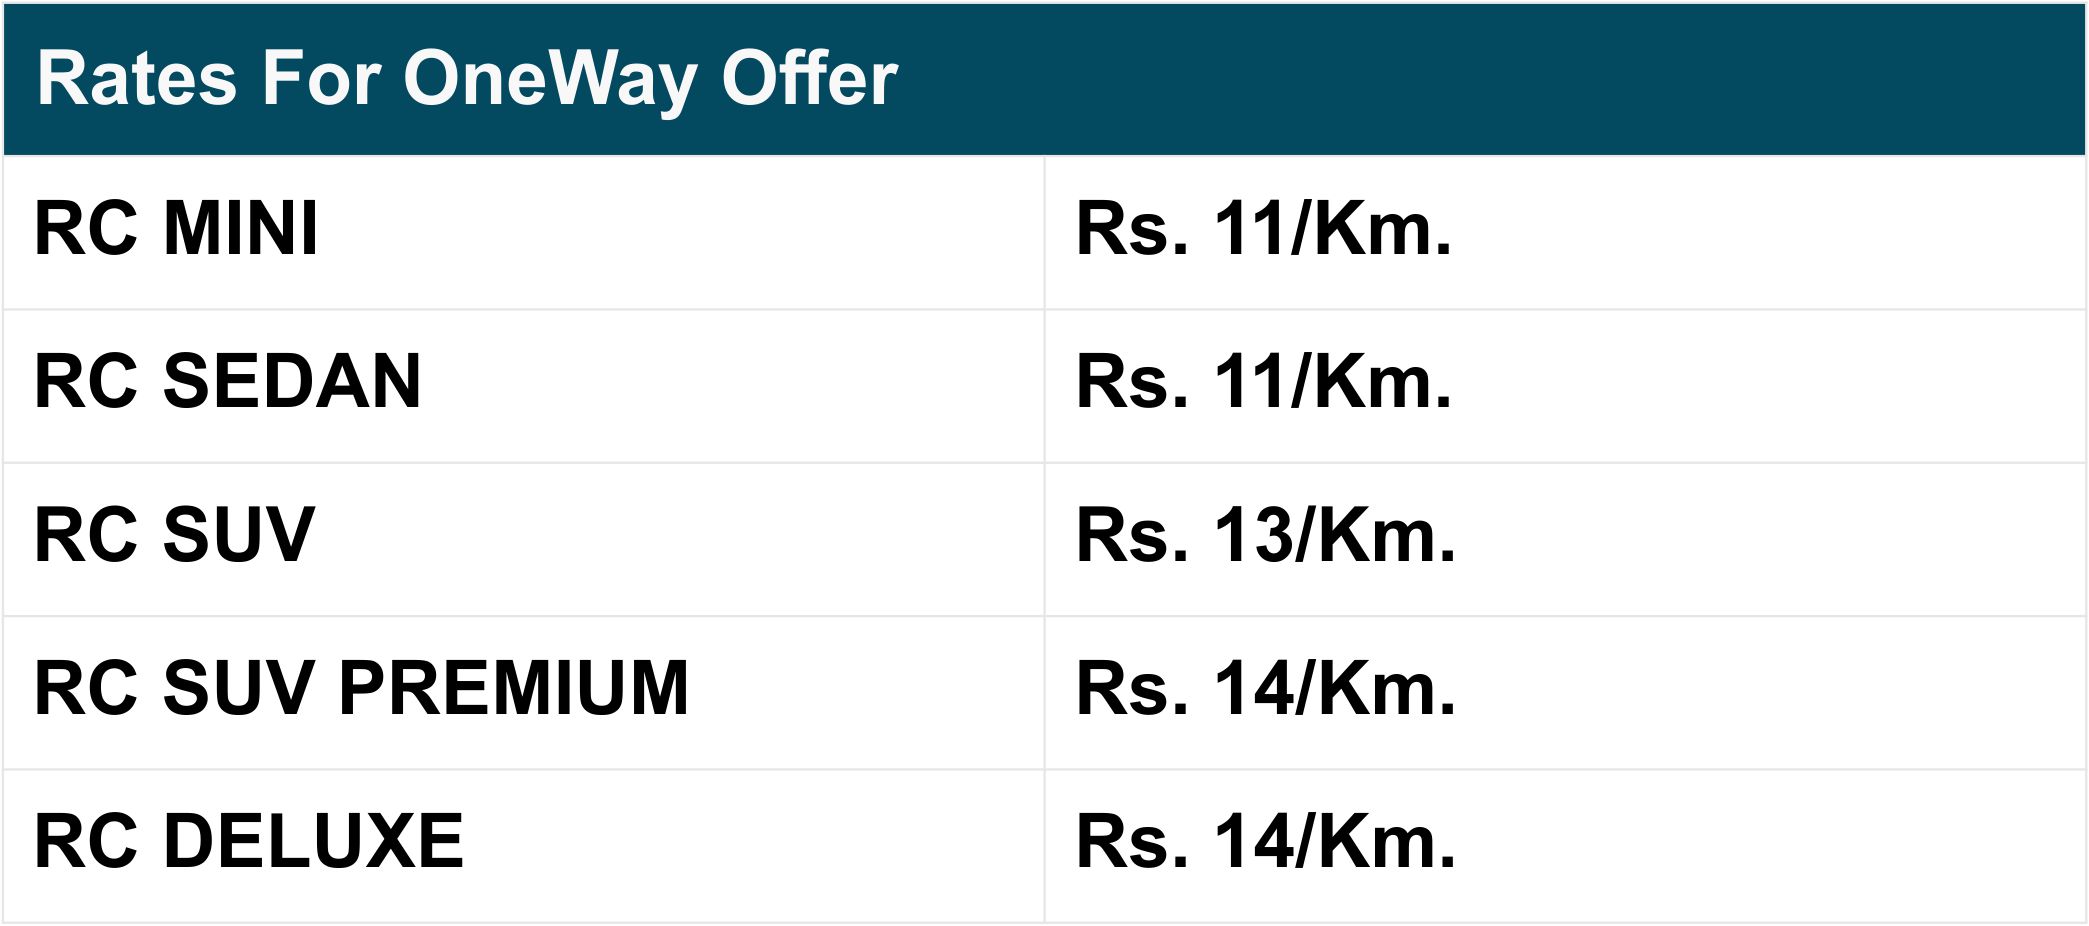 Rates For OneWay Offer
RC MINI Rs. 11/Km.
RC SEDAN Rs. 11/Km.
RC SUV Rs. 13/Km.
RC SUV PREMIUM Rs. 14/Km.
RC DELUXE Rs. 14/Km.